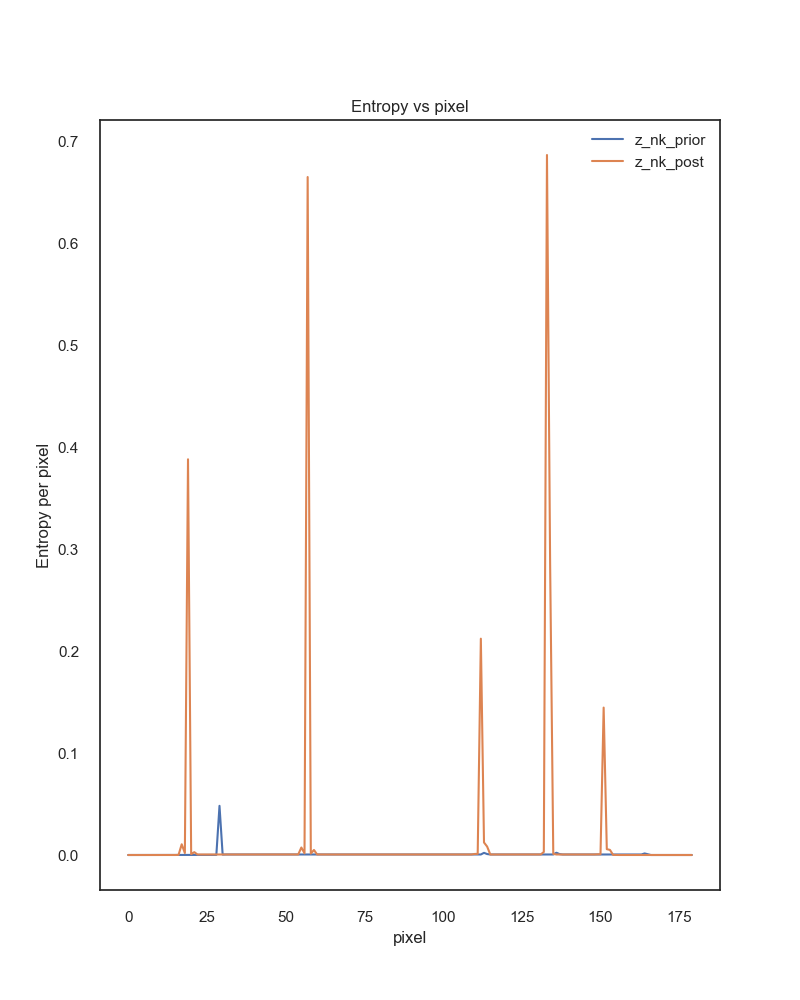 Entropy vs pixel
z_nk_prior
z_nk_post
0.7
0.6
0.5
0.4
0.3
0.2
0.1
0.0
Entropy per pixel
0 25 50 75 100 125 150 175
pixel